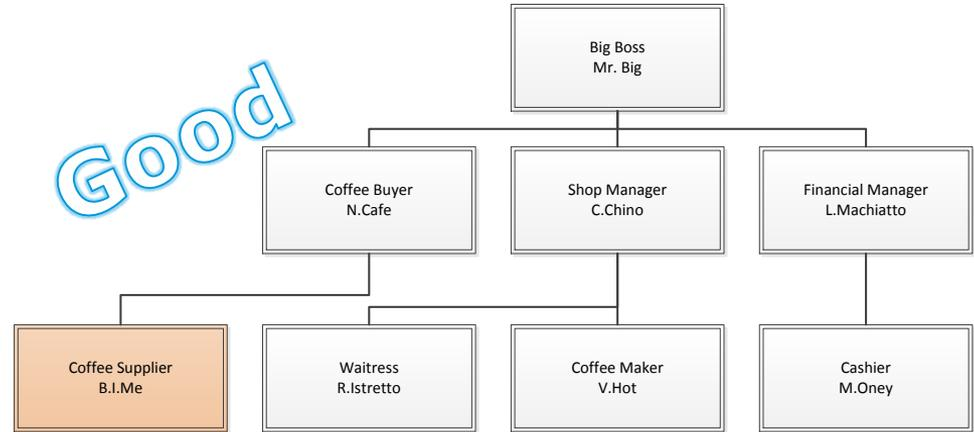 Good
Big Boss
Mr. Big
Coffee Buyer
N.Cafe
Shop Manager
C.Chino
Financial Manager
L.Machiatto
Coffee Supplier
B.I.Me
Waitress
R.Istretto
Coffee Maker
V.Hot
Cashier
M.Oney